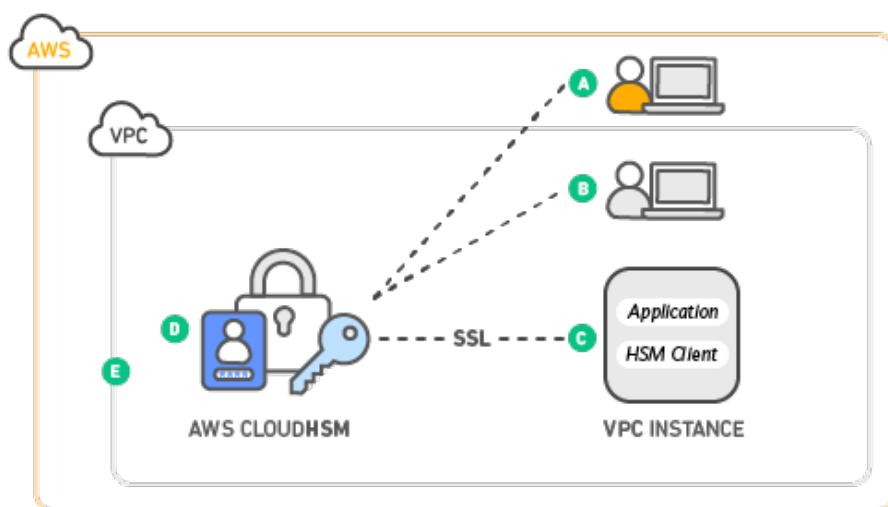 AWS
A
VPC
B
Application
D
SSL
C
HSM Client
E
AWS CLOUDHSM
VPC INSTANCE